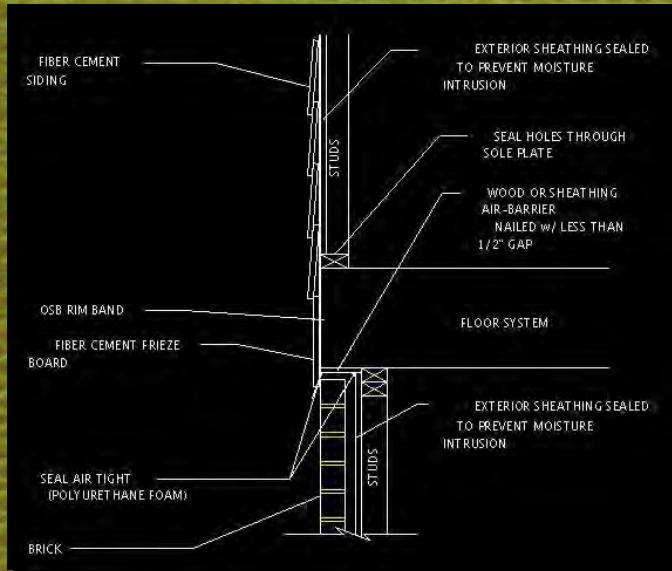 FIBER CEMENT
SIDING
EXTERIOR SHEATHING SEALED
TO PREVENT MOISTURE
INTRUSION
STUDS
SEAL HOLES THROUGH
SOLE PLATE
WOOD OR SHEATHING
AIR-BARRIER
NAILED w/ LESS THAN
1/2" GAP
OSB RIM BAND
FLOOR SYSTEM
FIBER CEMENT FRIEZE
BOARD
EXTERIOR SHEATHING SEALED
TO PREVENT MOISTURE
INTRUSION
STUDS
SEAL AIR TIGHT
(POLYURETHANE FOAM)
BRICK